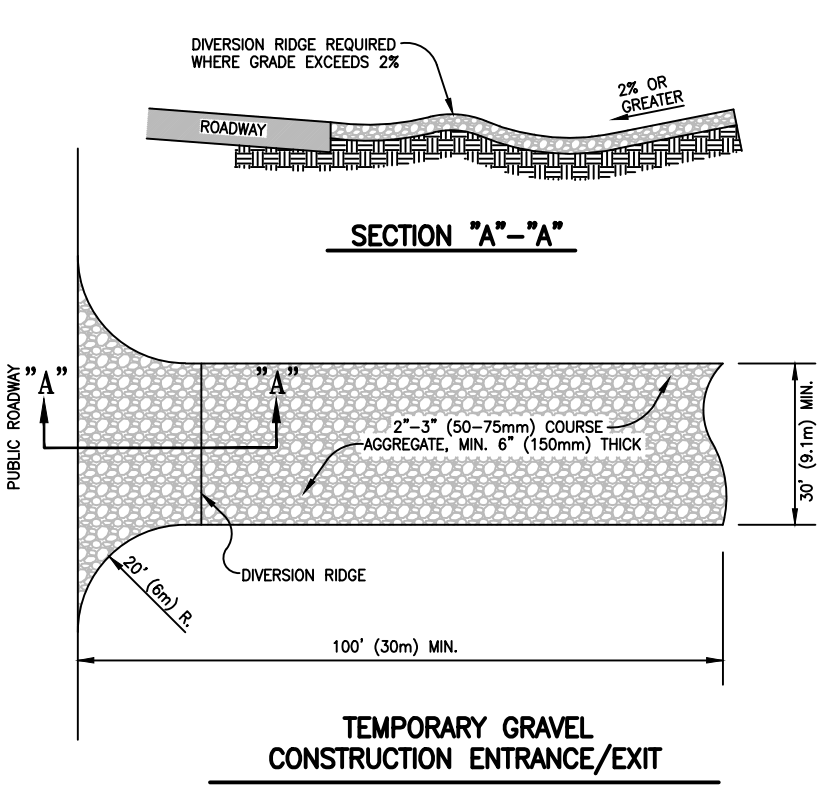 DIVERSION RIDGE REQUIRED
WHERE GRADE EXCEEDS 2%
2% OR
GREATER
ROADWAY
SECTION "A"-"A"
PUBLIC ROADWAY
"A"
"A"
2"-3" (50-75mm) COURSE
AGGREGATE, MIN. 6" (150mm) THICK
30' (9.1m) MIN.
DIVERSION RIDGE
20' (6m) R.
100' (30m) MIN.
TEMPORARY GRAVEL
CONSTRUCTION ENTRANCE/EXIT